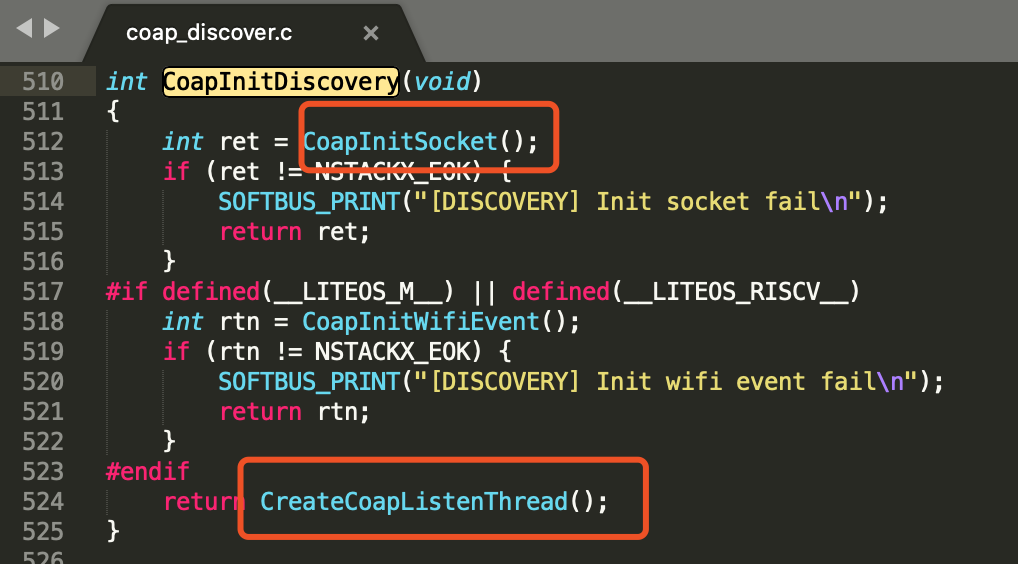 coap_discover.c ×
510 int CoapInitDiscovery(void)
511 {
512     int ret = CoapInitSocket();
513     if (ret != NSTACKX_EOK) {
514         SOFTBUS_PRINT("[DISCOVERY] Init socket fail\n");
515         return ret;
516     }
517 #if defined(__LITEOS_M__) || defined(__LITEOS_RISCV__)
518     int rtn = CoapInitWifiEvent();
519     if (rtn != NSTACKX_EOK) {
520         SOFTBUS_PRINT("[DISCOVERY] Init wifi event fail\n");
521         return rtn;
522     }
523 #endif
524     return CreateCoapListenThread();
525 }
526